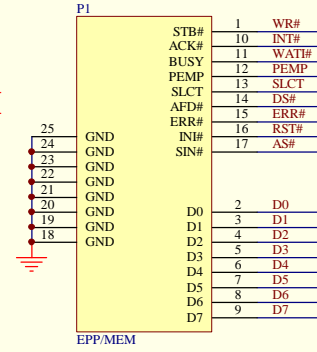 P1
STB# 1 WR#
ACK# 10 INT#
BUSY 11 WATI#
PEMP 12 PEMP
SLCT 13 SLCT
AFD# 14 DS#
ERR# 15 ERR#
25 GND INI# 16 RST#
24 GND SIN# 17 AS#
23 GND
22 GND
21 GND
20 GND D0 2 D0
19 GND D1 3 D1
18 GND D2 4 D2
D3 5 D3
D4 6 D4
D5 7 D5
D6 8 D6
D7 9 D7
EPP/MEM